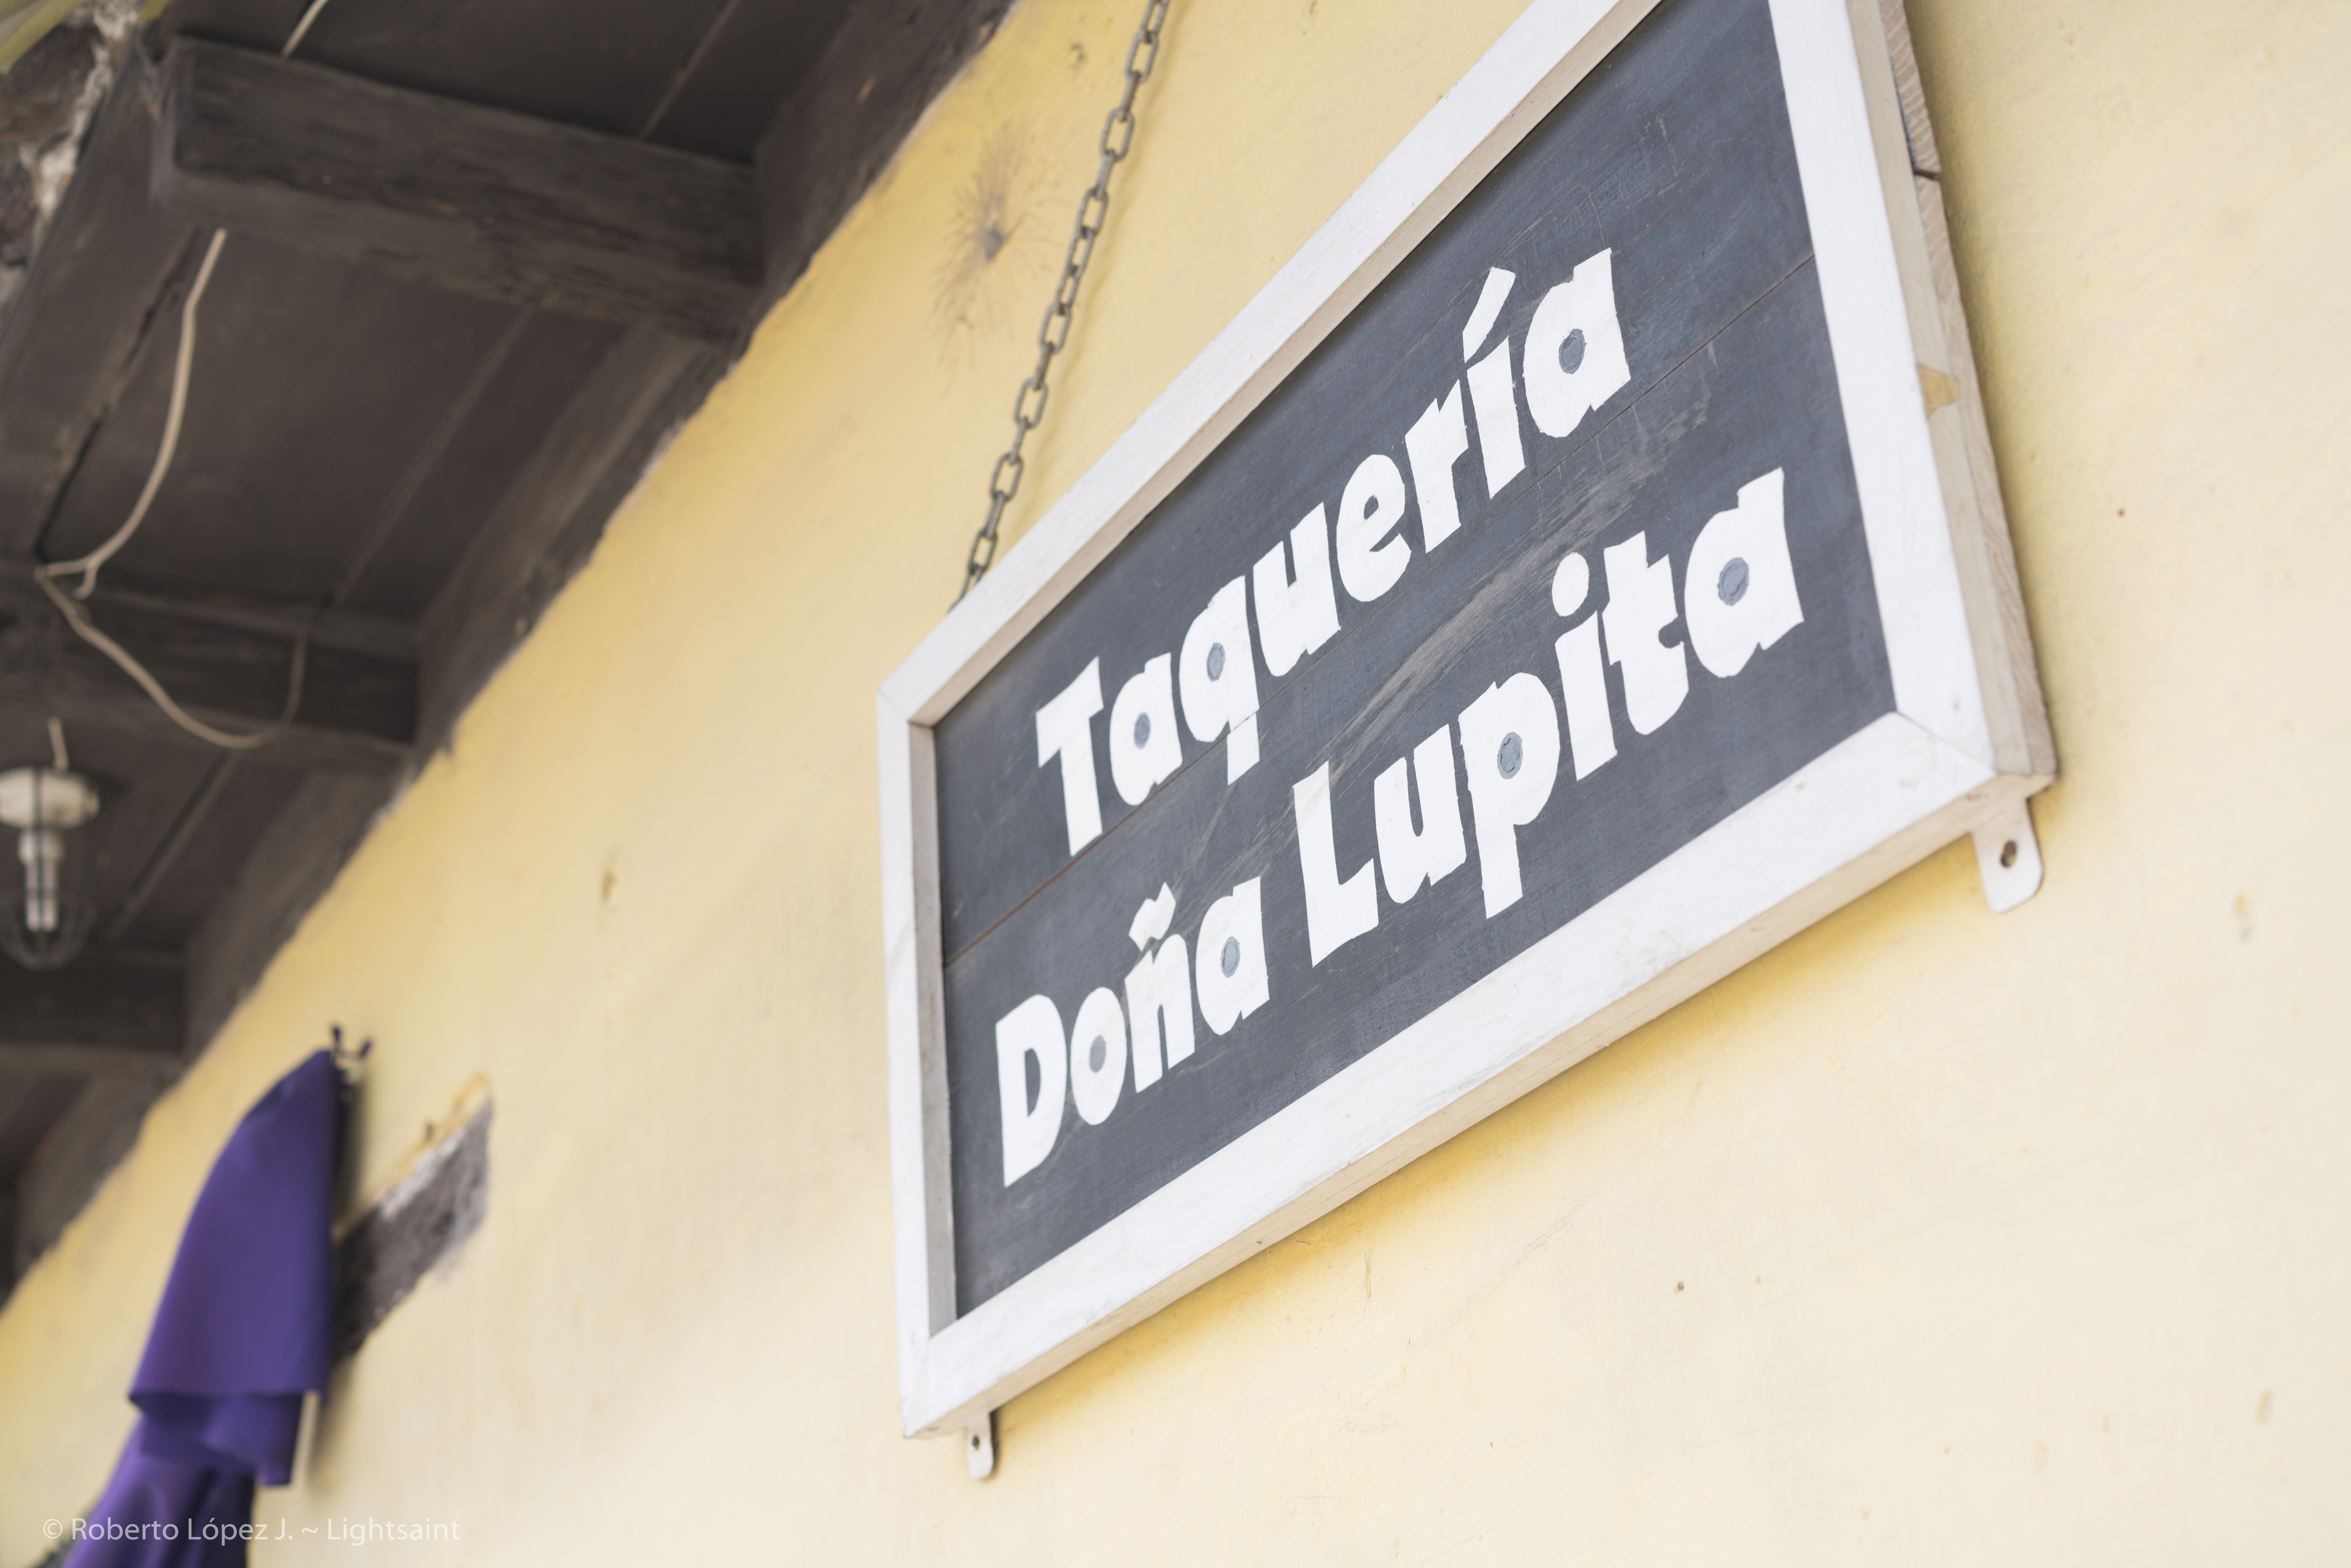 Taquería
Doña Lupita
© Roberto López J. ~ Lightsaint